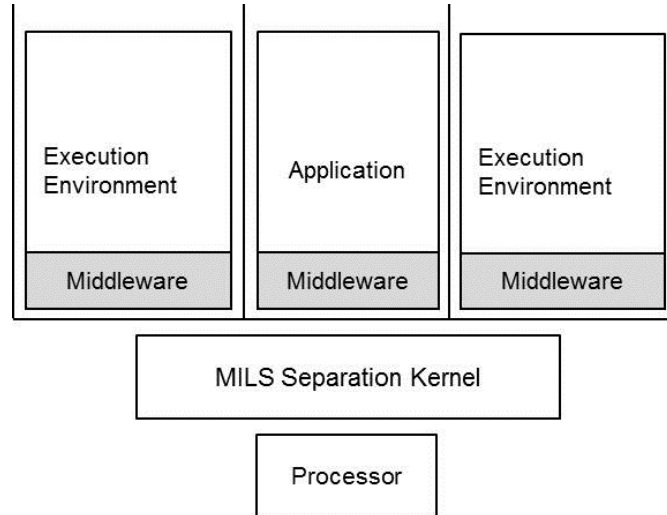 Execution
Environment
Application
Execution
Environment
Middleware
Middleware
Middleware
MILS Separation Kernel
Processor